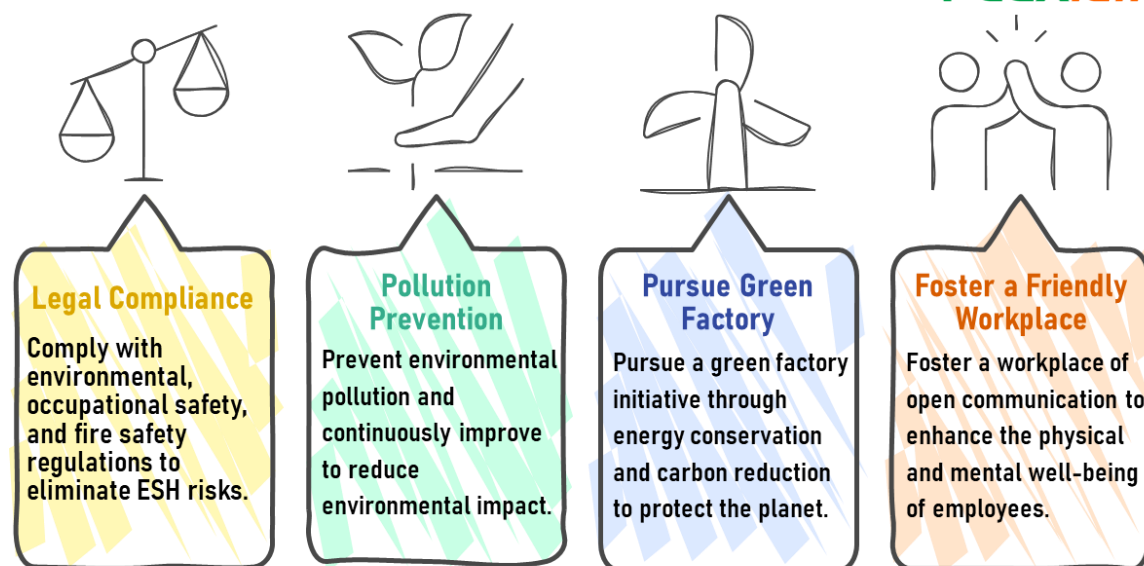 Legal Compliance
Comply with
environmental,
occupational safety,
and fire safety
regulations to
eliminate ESH risks.
Pollution
Prevention
Prevent environmental
pollution and
continuously improve
to reduce
environmental impact.
Pursue Green
Factory
Pursue a green factory
initiative through
energy conservation
and carbon reduction
to protect the planet.
Foster a Friendly
Workplace
Foster a workplace of
open communication to
enhance the physical
and mental well-being
of employees.